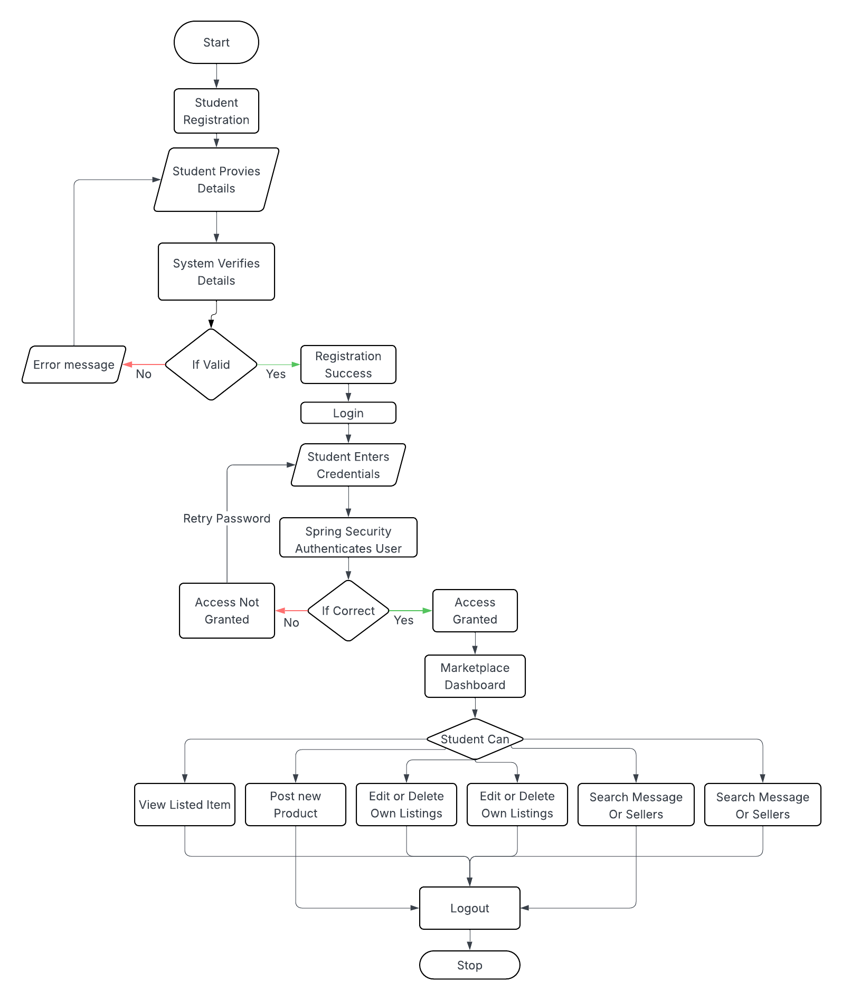 Start
Student
Registration
Student Provies
Details
System Verifies
Details
If Valid
Error message
No
Yes
Registration
Success
Login
Student Enters
Credentials
Retry Password
Spring Security
Authenticates User
Access Not
Granted
No
If Correct
Yes
Access
Granted
Marketplace
Dashboard
Student Can
View Listed Item
Post new
Product
Edit or Delete
Own Listings
Edit or Delete
Own Listings
Search Message
Or Sellers
Search Message
Or Sellers
Logout
Stop